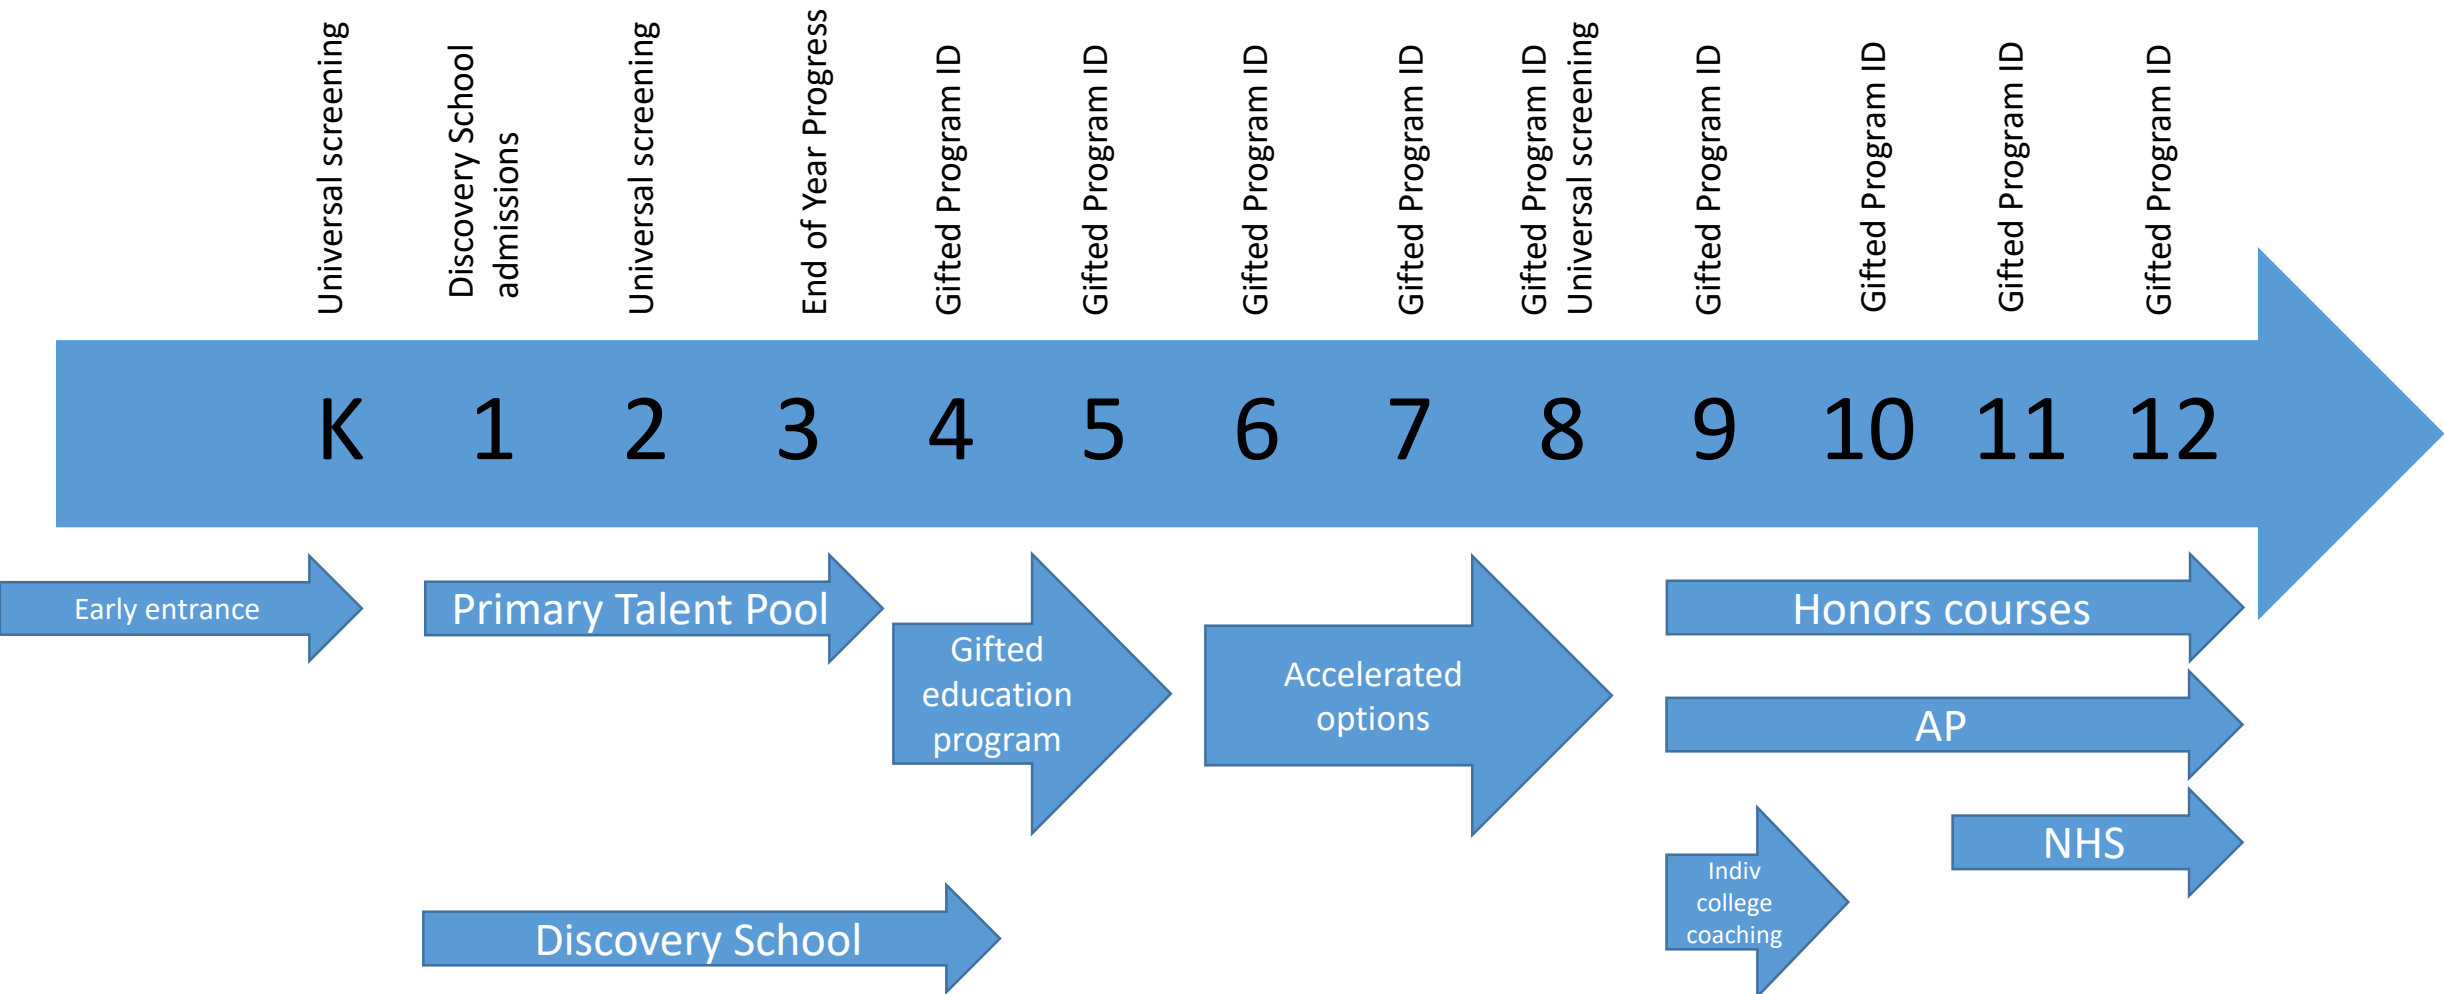 Universal screening
Discovery School
admissions
Universal screening
End of Year Prrogress
Gifted Program ID
Gifted Program ID
Gifted Program ID
Gifted Program ID
Gifted Program ID
Universal screening
Gifted Program ID
Gifted Program ID
Gifted Program ID
Gifted Program ID
K 1 2 3 4 5 6 7 8 9 10 11 12
Early entrance
Primary Talent Pool
Gifted
education
program
Accelerated
options
Honors courses
AP
NHS
Indiv
college
coaching
Discovery School